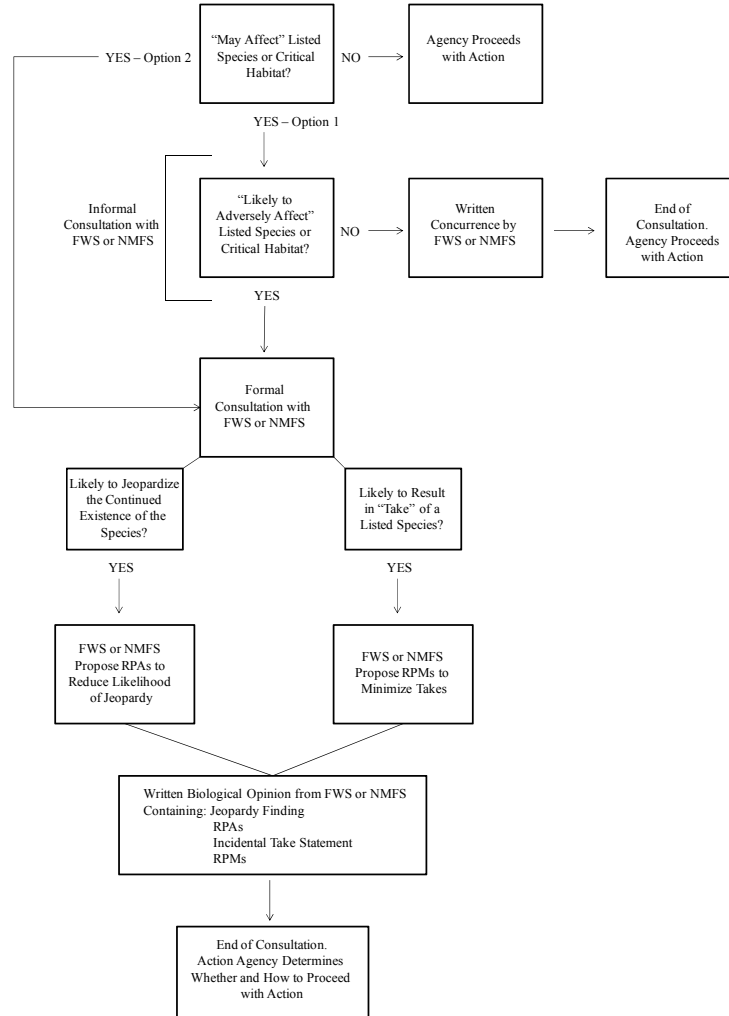 “May Affect” Listed
Species or Critical
Habitat?
NO
Agency Proceeds
with Action
YES – Option 2
YES – Option 1
Informal
Consultation with
FWS or NMFS
“Likely to
Adversely Affect”
Listed Species or
Critical Habitat?
NO
Written
Concurrence by
FWS or NMFS
End of
Consultation.
Agency Proceeds
with Action
YES
Formal
Consultation with
FWS or NMFS
Likely to Jeopardize
the Continued
Existence of the
Species?
Likely to Result
in “Take” of a
Listed Species?
YES
YES
FWS or NMFS
Propose RPAs to
Reduce Likelihood
of Jeopardy
FWS or NMFS
Propose RPMs to
Minimize Takes
Written Biological Opinion from FWS or NMFS
Containing: Jeopardy Finding
RPAs
Incidental Take Statement
RPMs
End of Consultation.
Action Agency Determines
Whether and How to Proceed
with Action